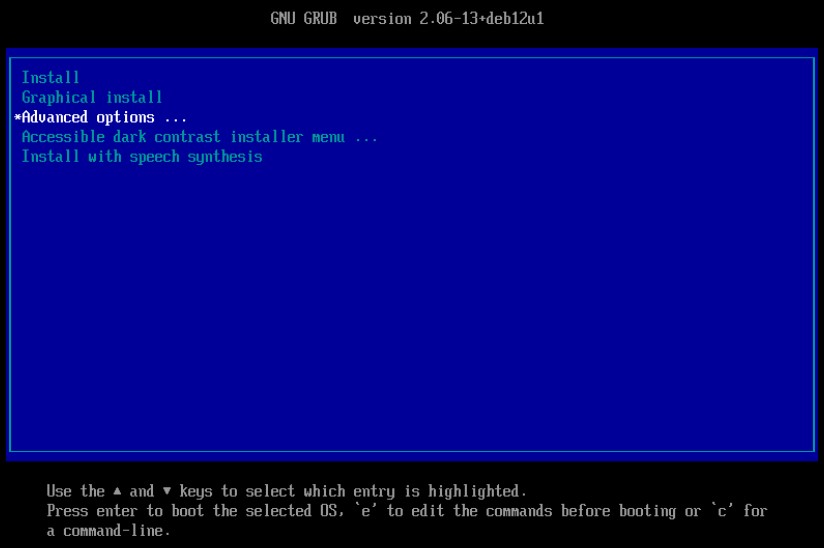 GNU GRUB  version 2.06-13+deb12u1
Install
Graphical install
*Advanced options ...
Accessible dark contrast installer menu ...
Install with speech synthesis
Use the ▲ and ▼ keys to select which entry is highlighted.
Press enter to boot the selected OS, `e' to edit the commands before booting or `c' for
a command-line.